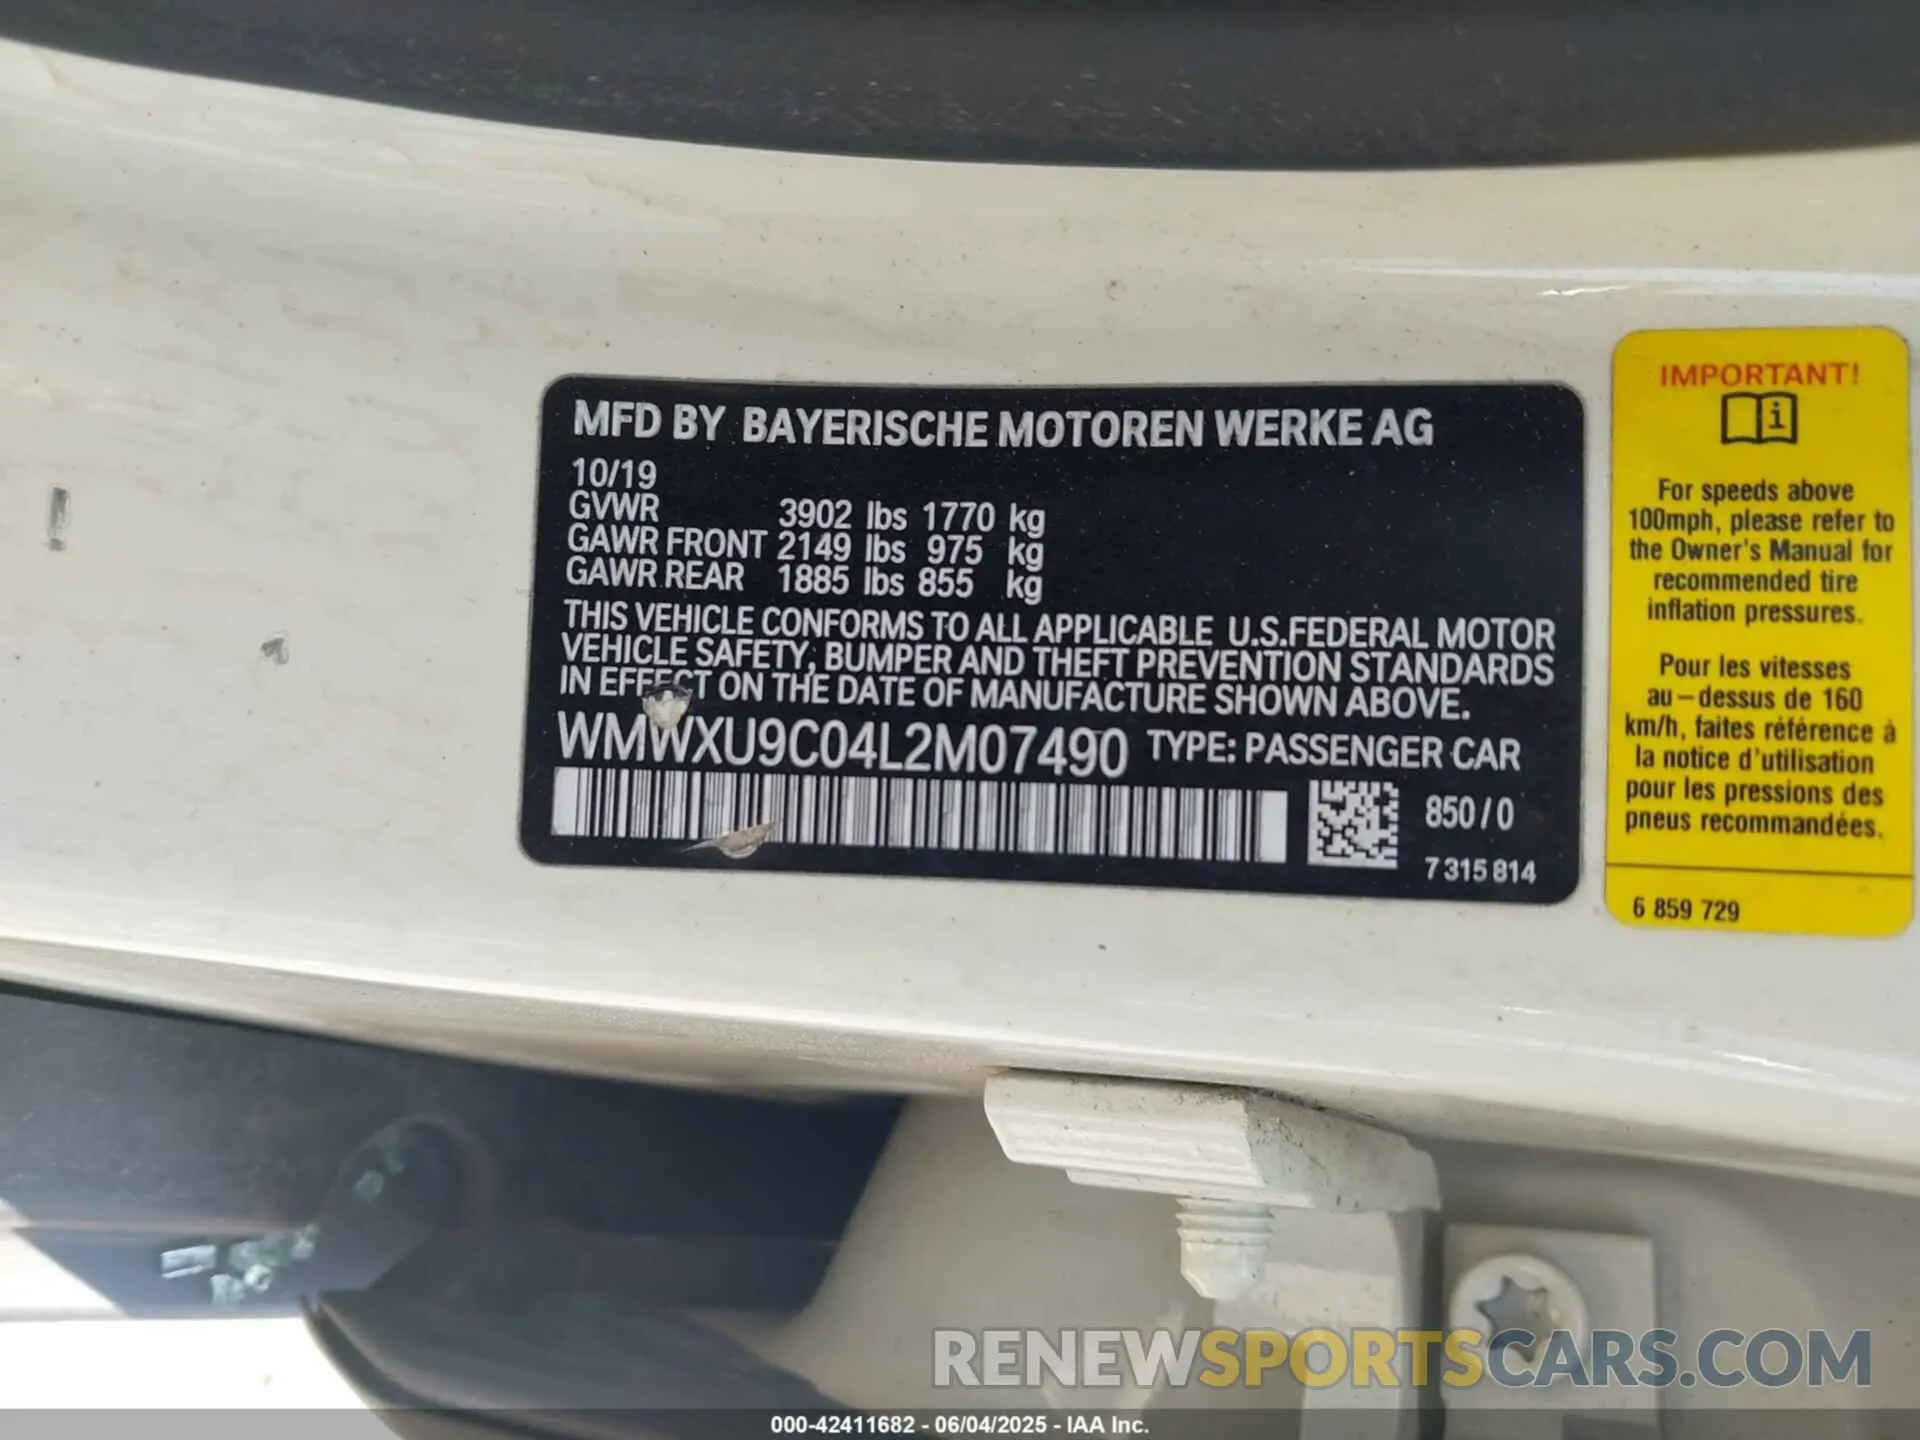 MFD BY BAYERISCHE MOTOREN WERKE AG
10/19
GVWR 3902 lbs 1770 kg
GAWR FRONT 2149 lbs 975 kg
GAWR REAR 1885 lbs 855 kg
THIS VEHICLE CONFORMS TO ALL APPLICABLE U.S.FEDERAL MOTOR
VEHICLE SAFETY, BUMPER AND THEFT PREVENTION STANDARDS
IN EFFECT ON THE DATE OF MANUFACTURE SHOWN ABOVE.
WMWXU9C04L2M07490 TYPE: PASSENGER CAR
850/0
7 315 814
IMPORTANT!
i
For speeds above
100mph, please refer to
the Owner's Manual for
recommended tire
inflation pressures.
Pour les vitesses
au-dessus de 160
km/h, faites référence à
la notice d'utilisation
pour les pressions des
pneus recommandées.
6 859 729
RENEWSPORTSCARS.COM
000-42411682 - 06/04/2025 - IAA Inc.